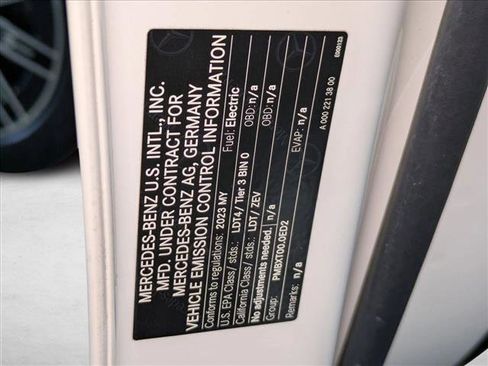 MERCEDES-BENZ U.S. INTL., INC.
MFD. UNDER CONTRACT FOR
MERCEDES-BENZ AG, GERMANY
VEHICLE EMISSION CONTROL INFORMATION
Conforms to regulations: 2023 MY Fuel: Electric
U.S. EPA Class/ stds.: LDT4/ Tier 3 BIN 0 OBD: n/a
California Class/ stds.: LDT/ ZEV OBD: n/a
No adjustments needed. n/a
Group: PMBXT00.0ED2 EVAP: n/a
Remarks: n/a
A 000 221 38 00